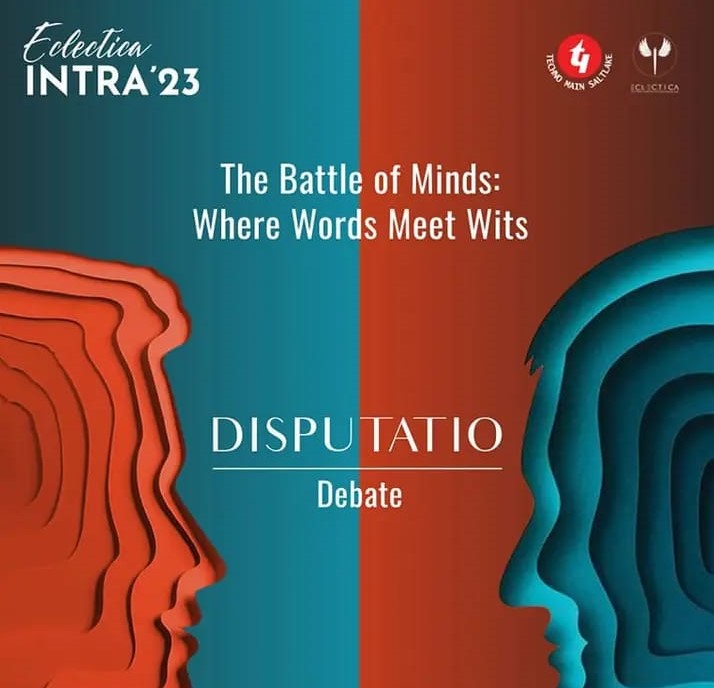 Eclectica
INTRA'23
TECHNO MAIN SALTLAKE
ECLECTICA
The Battle of Minds:
Where Words Meet Wits
DISPUTATIO
Debate